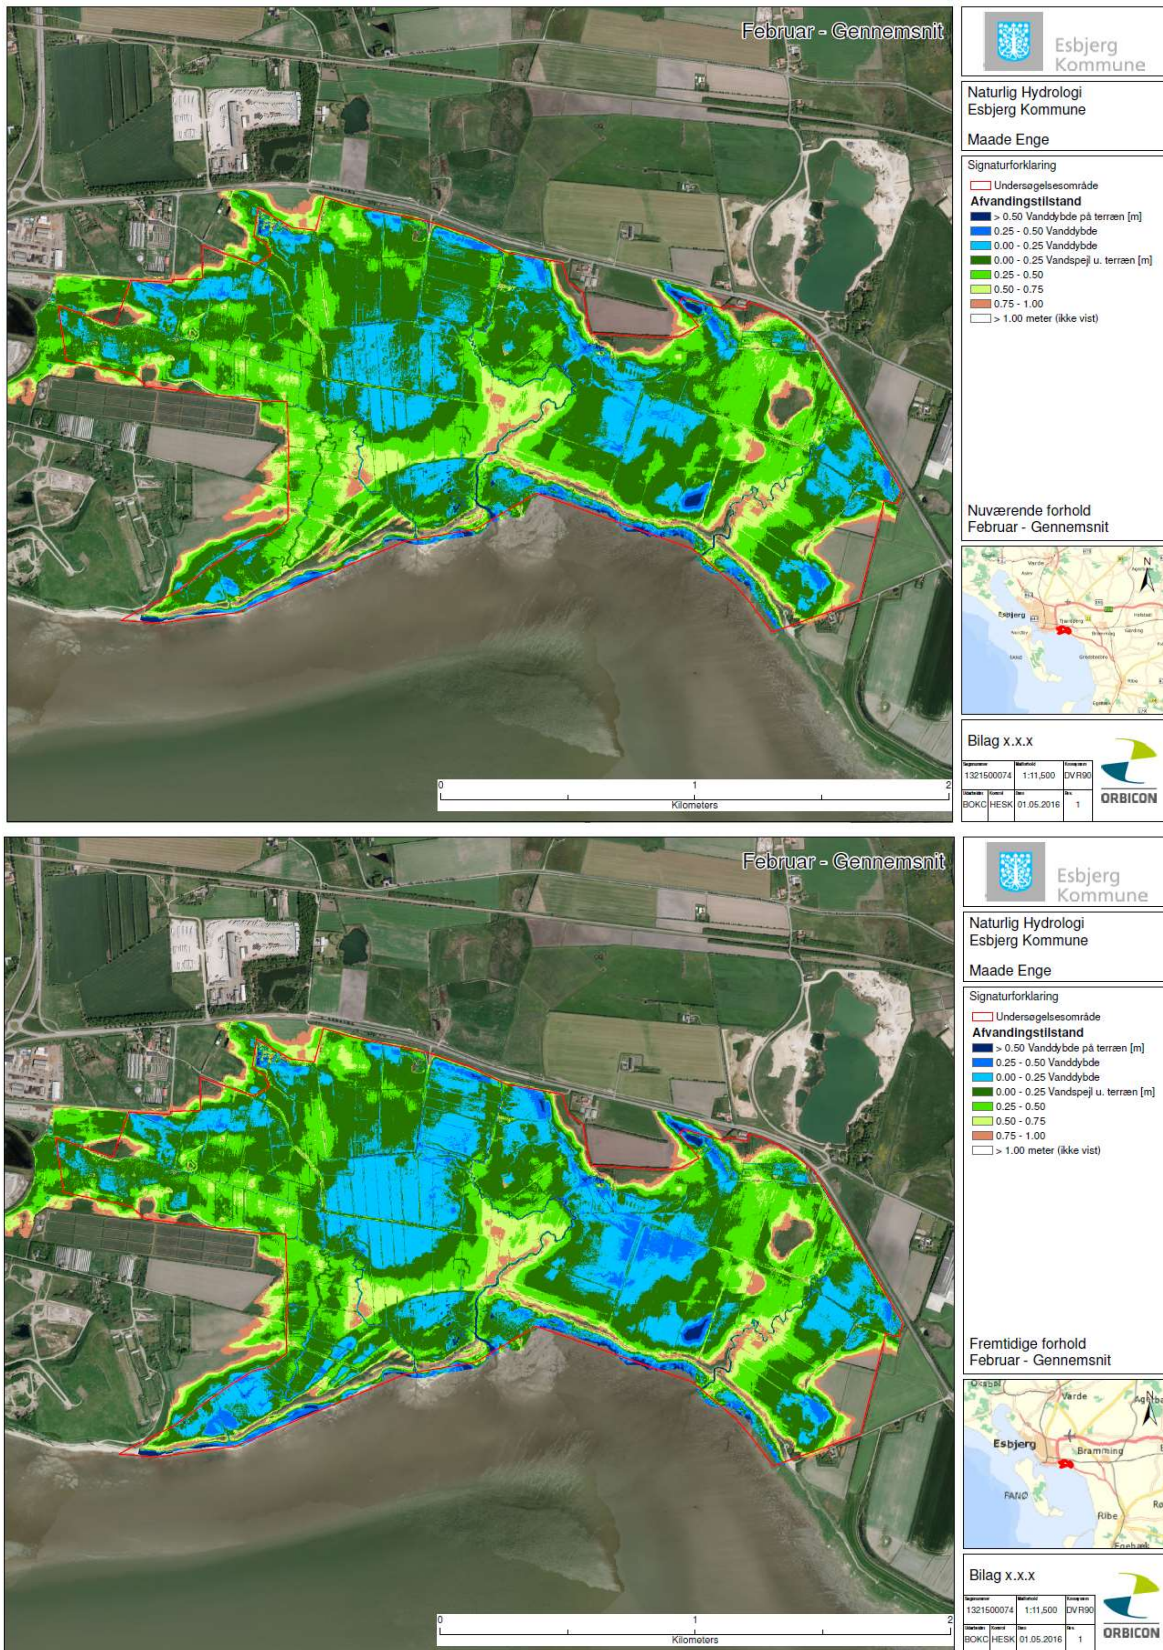 Februar - Gennemsnit
Esbjerg
Kommune
Naturlig Hydrologi
Esbjerg Kommune
Maade Enge
Signaturforklaring
Undersøgelsesområde
Afvandingstilstand
> 0.50 Vanddybde på terræn [m]
0.25 - 0.50 Vanddybde
0.00 - 0.25 Vanddybde
0.00 - 0.25 Vandspejl u. terræn [m]
0.25 - 0.50
0.50 - 0.75
0.75 - 1.00
> 1.00 meter (ikke vist)
Nuværende forhold
Februar - Gennemsnit
N
Varde
Esbjerg
Bramming
Ribe
0 1 2
Kilometers
Bilag x.x.x
1321500074 1:11,500 DVR90
BOKC HESK 01.05.2016 1
ORBICON
Februar - Gennemsnit
Esbjerg
Kommune
Naturlig Hydrologi
Esbjerg Kommune
Maade Enge
Signaturforklaring
Undersøgelsesområde
Afvandingstilstand
> 0.50 Vanddybde på terræn [m]
0.25 - 0.50 Vanddybde
0.00 - 0.25 Vanddybde
0.00 - 0.25 Vandspejl u. terræn [m]
0.25 - 0.50
0.50 - 0.75
0.75 - 1.00
> 1.00 meter (ikke vist)
Fremtidige forhold
Februar - Gennemsnit
Varde
N
Esbjerg
Bramming
FANØ
Ribe
0 1 2
Kilometers
Bilag x.x.x
1321500074 1:11,500 DVR90
BOKC HESK 01.05.2016 1
ORBICON